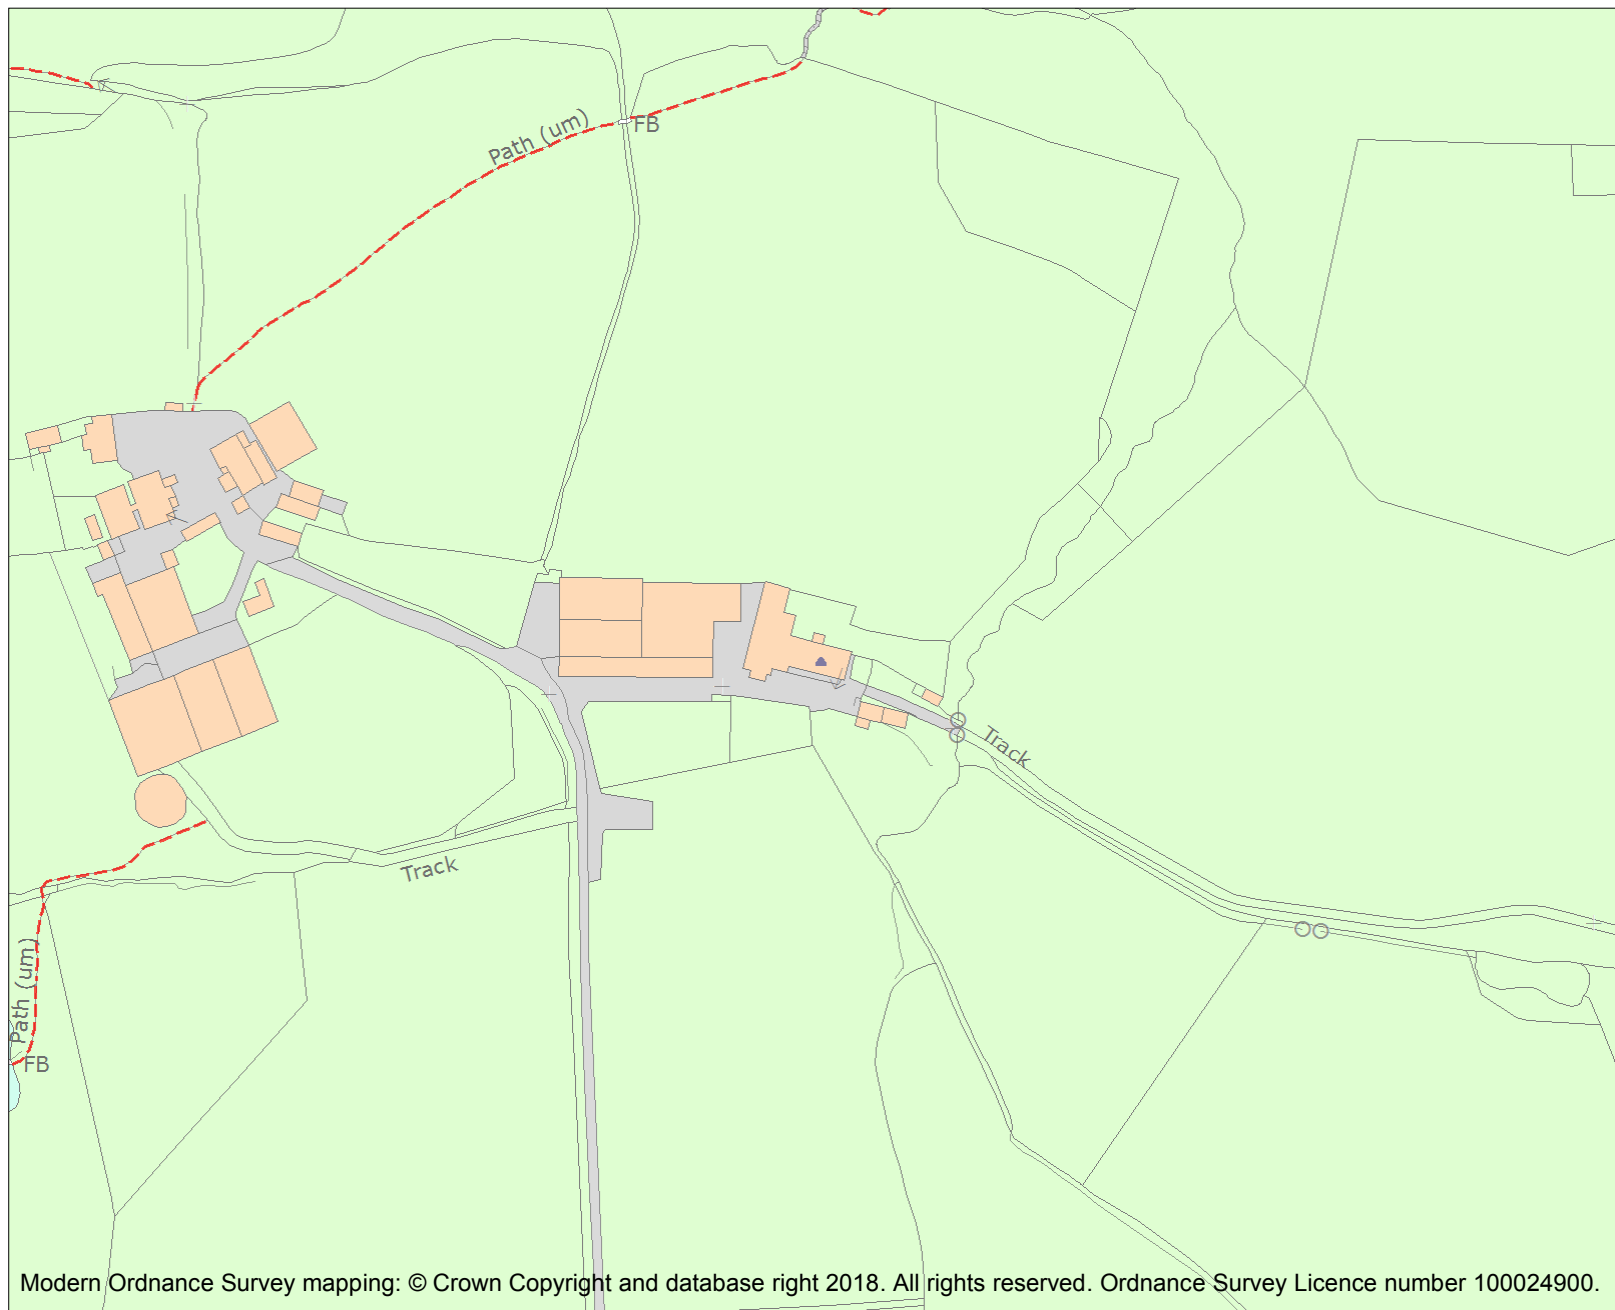 Path (um)
FB
Track
Track
Path (um)
FB
Modern Ordnance Survey mapping: © Crown Copyright and database right 2018. All rights reserved. Ordnance Survey Licence number 100024900.